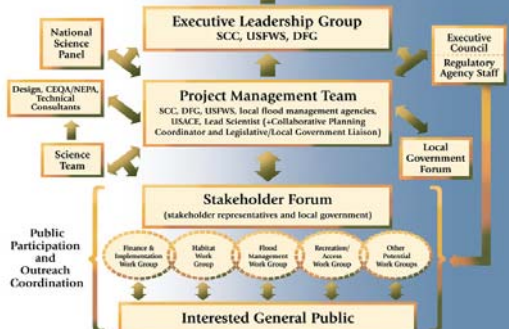 Executive Leadership Group
SCC, USFWS, DFG
National
Science
Panel
Executive
Council
Regulatory
Agency Staff
Design, CEQA/NEPA,
Technical
Consultants
Project Management Team
SCC, DFG, USFWS, local flood management agencies,
USACE, Lead Scientist (+Collaborative Planning
Coordinator and Legislative/Local Government Liaison)
Science
Team
Local
Government
Forum
Stakeholder Forum
(stakeholder representatives and local government)
Public
Participation
and
Outreach
Coordination
Finance &
Implementation
Work Group
Habitat
Work
Group
Flood
Management
Work Group
Recreation/
Access
Work Group
Other
Potential
Work Groups
Interested General Public